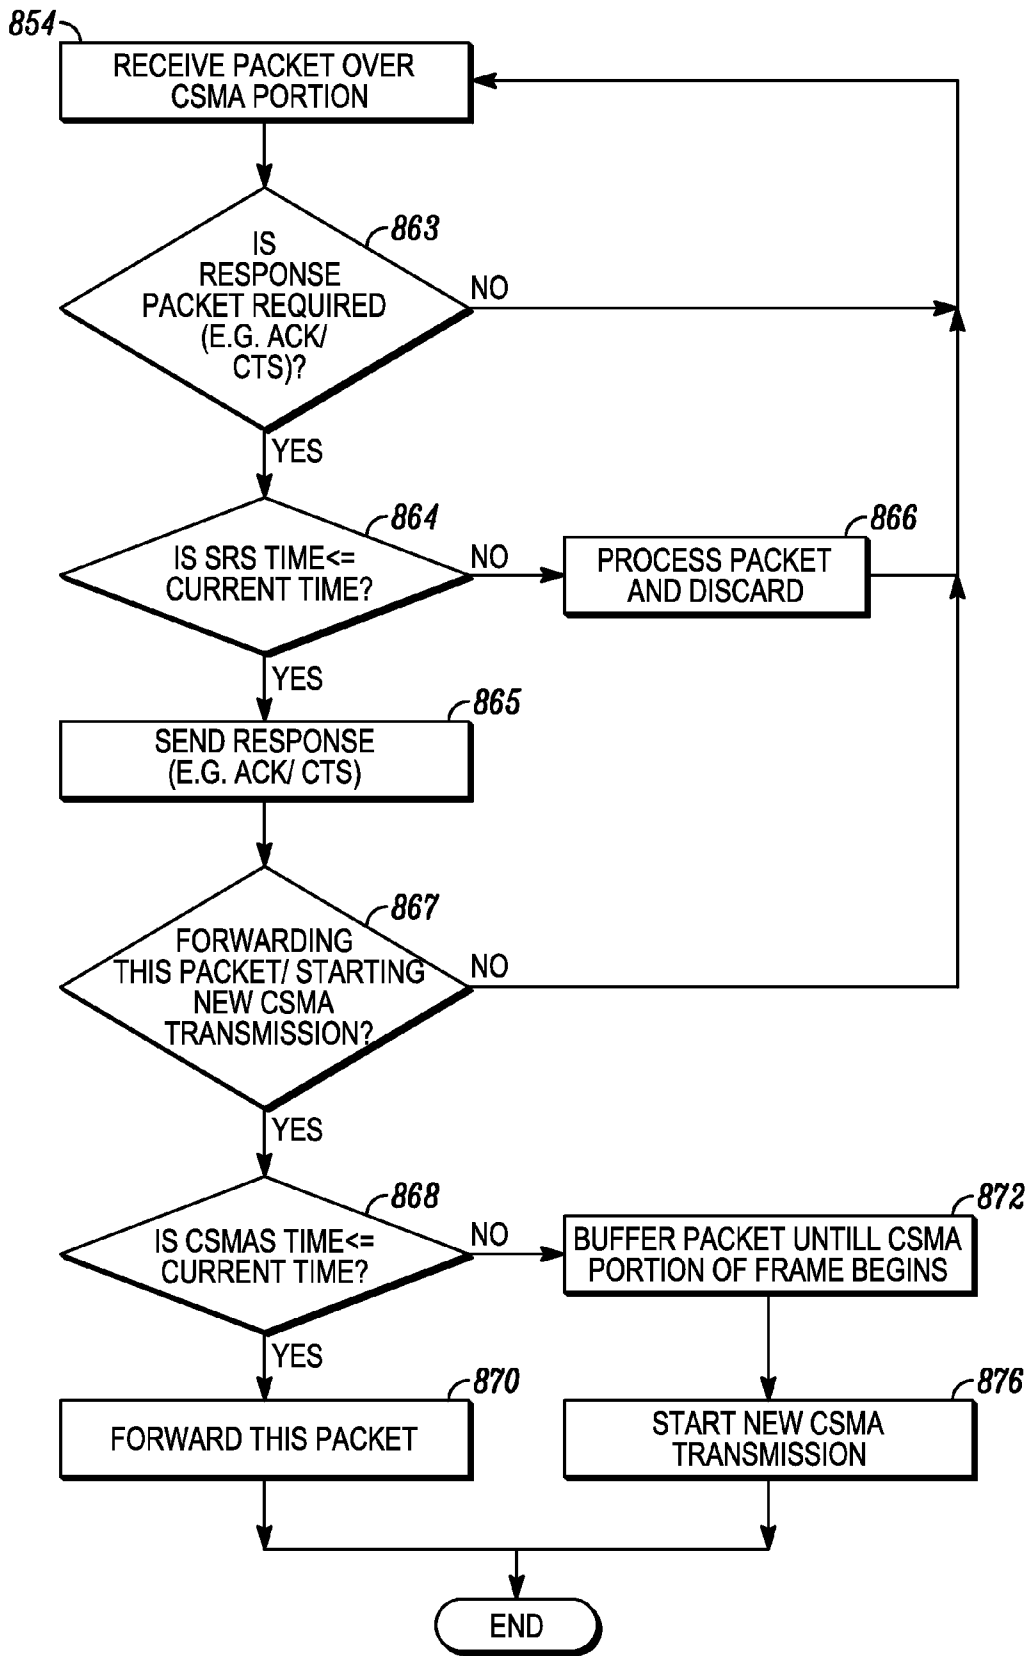 854
RECEIVE PACKET OVER
CSMA PORTION
863
IS
RESPONSE
PACKET REQUIRED
(E.G. ACK/
CTS)?
NO
YES
864
IS SRS TIME<=
CURRENT TIME?
NO
866
PROCESS PACKET
AND DISCARD
YES
865
SEND RESPONSE
(E.G. ACK/ CTS)
867
FORWARDING
THIS PACKET/ STARTING
NEW CSMA
TRANSMISSION?
NO
YES
868
IS CSMAS TIME<=
CURRENT TIME?
NO
872
BUFFER PACKET UNTILL CSMA
PORTION OF FRAME BEGINS
YES
870
FORWARD THIS PACKET
876
START NEW CSMA
TRANSMISSION
END